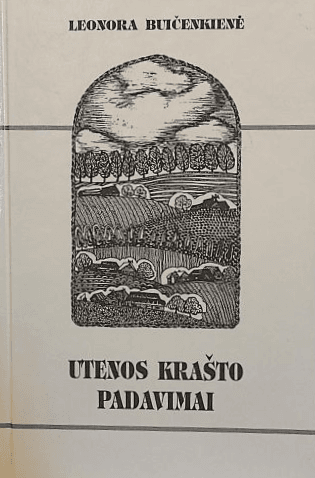 LEONORA BUIČENKIENĖ
UTENOS KRAŠTO
PADAVIMAI